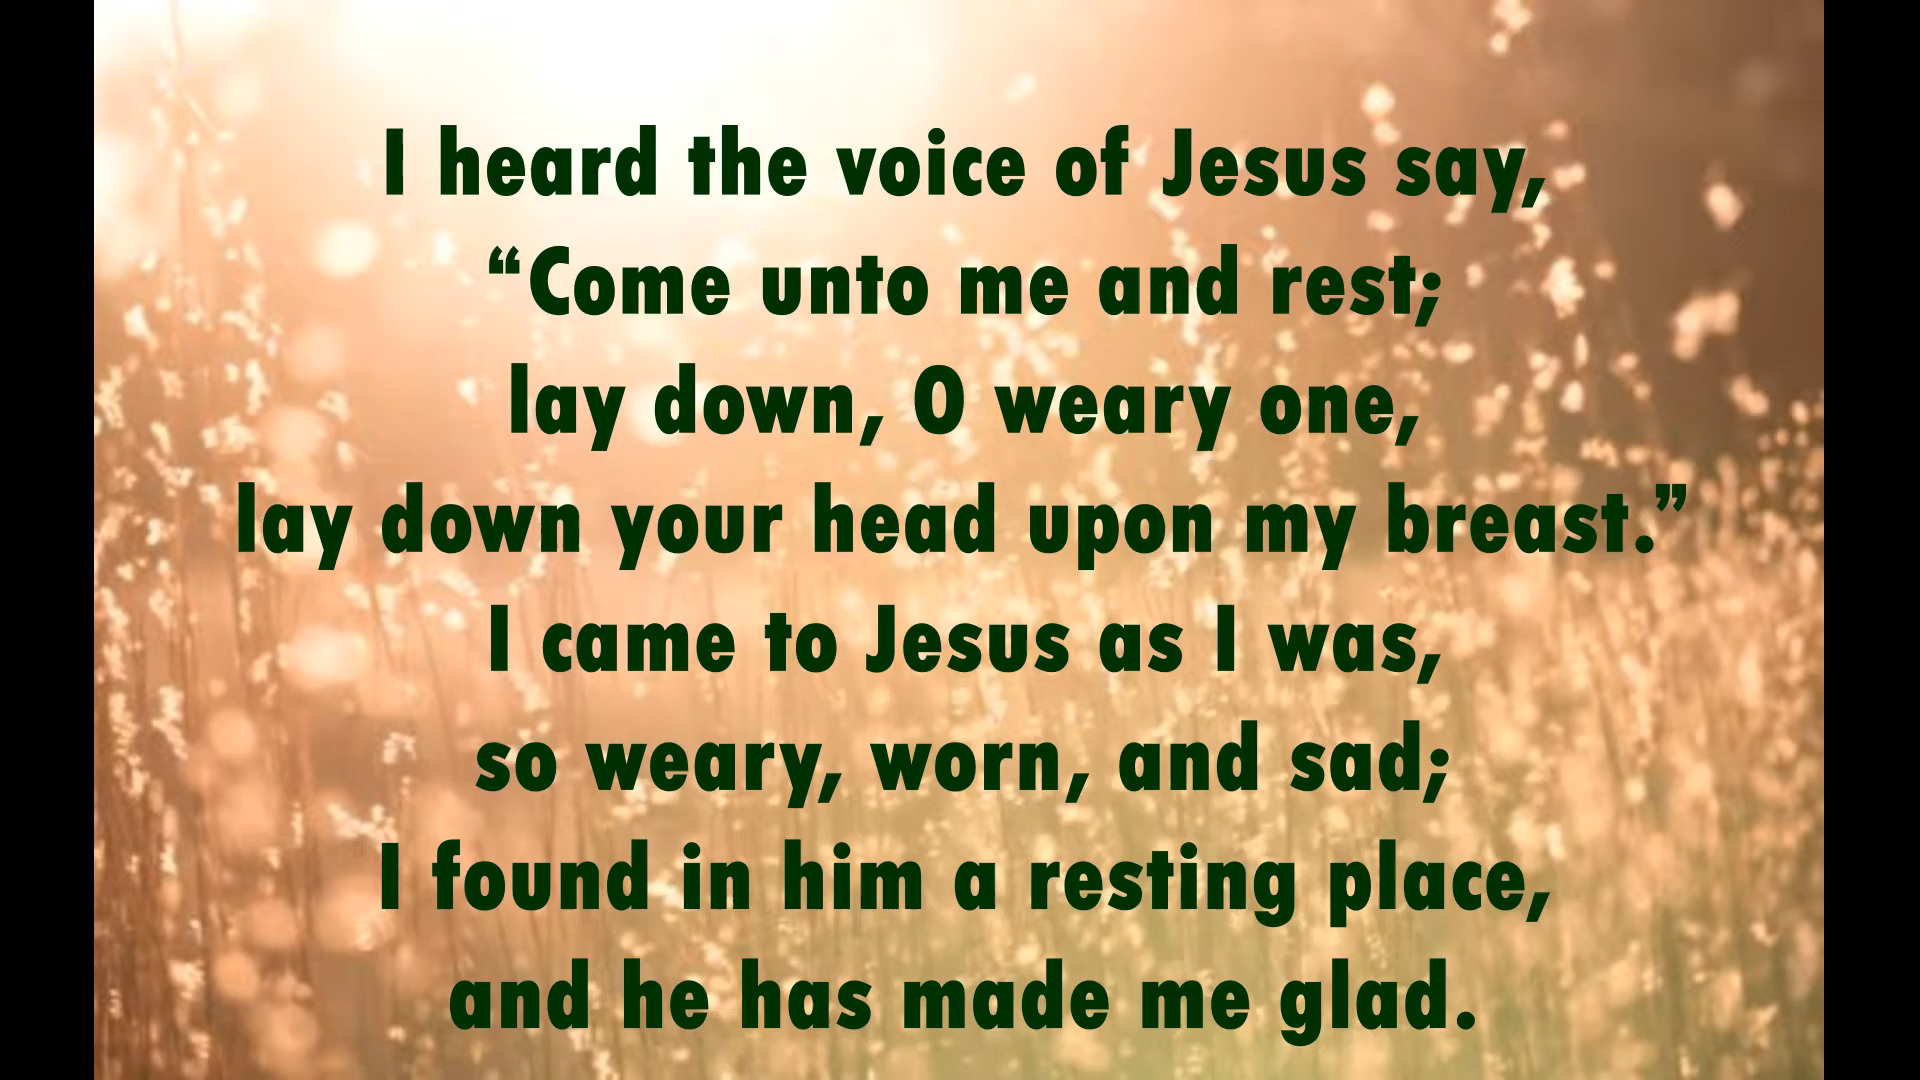 I heard the voice of Jesus say,
“Come unto me and rest;
lay down, O weary one,
lay down your head upon my breast.”
I came to Jesus as I was,
so weary, worn, and sad;
I found in him a resting place,
and he has made me glad.